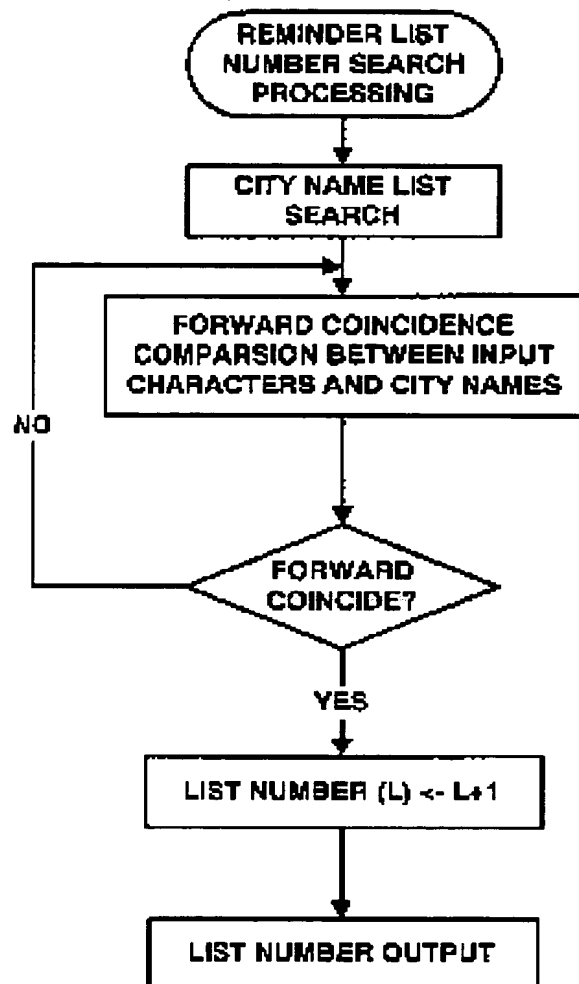 REMINDER LIST
NUMBER SEARCH
PROCESSING
CITY NAME LIST
SEARCH
FORWARD COINCIDENCE
COMPARSION BETWEEN INPUT
CHARACTERS AND CITY NAMES
NO
FORWARD
COINCIDE?
YES
LIST NUMBER (L) <- L+1
LIST NUMBER OUTPUT